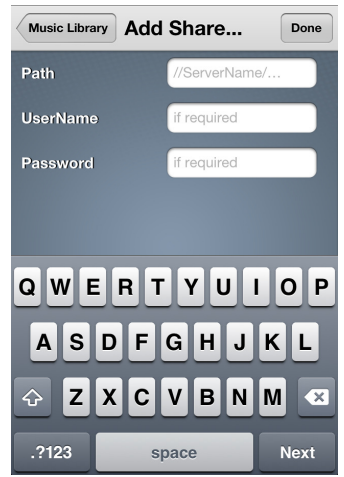 Music Library Add Share... Done
Path //ServerName/...
UserName if required
Password if required
Q W E R T Y U I O P
A S D F G H J K L
Z X C V B N M
.?123 space Next